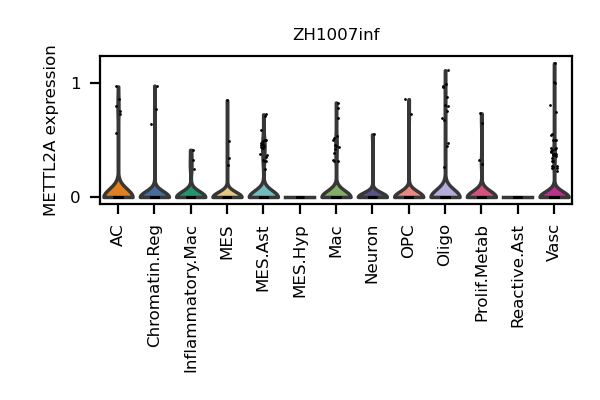 ZH1007inf
METTL2A expression
1
0
AC
Chromatin.Reg
Inflammatory.Mac
MES
MES.Ast
MES.Hyp
Mac
Neuron
OPC
Oligo
Prolif.Metab
Reactive.Ast
Vasc